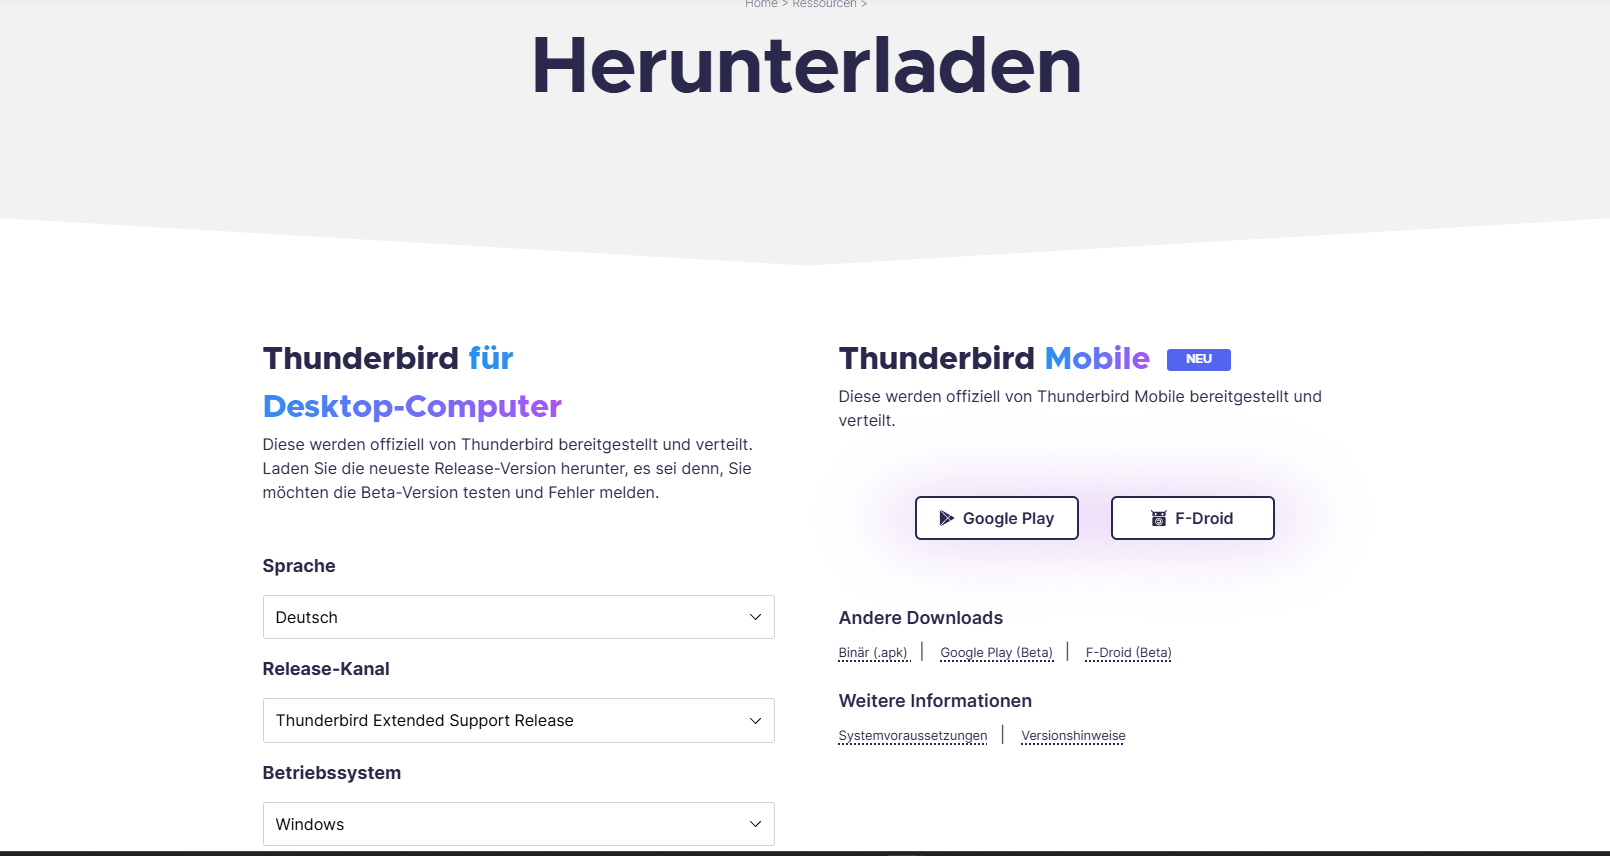 Home > Ressourcen >
Herunterladen
Thunderbird für
Desktop-Computer
Diese werden offiziell von Thunderbird bereitgestellt und verteilt.
Laden Sie die neueste Release-Version herunter, es sei denn, Sie
möchten die Beta-Version testen und Fehler melden.
Sprache
Deutsch
Release-Kanal
Thunderbird Extended Support Release
Betriebssystem
Windows
Thunderbird Mobile NEU
Diese werden offiziell von Thunderbird Mobile bereitgestellt und
verteilt.
Google Play F-Droid
Andere Downloads
Binär (.apk) | Google Play (Beta) | F-Droid (Beta)
Weitere Informationen
Systemvoraussetzungen | Versionshinweise